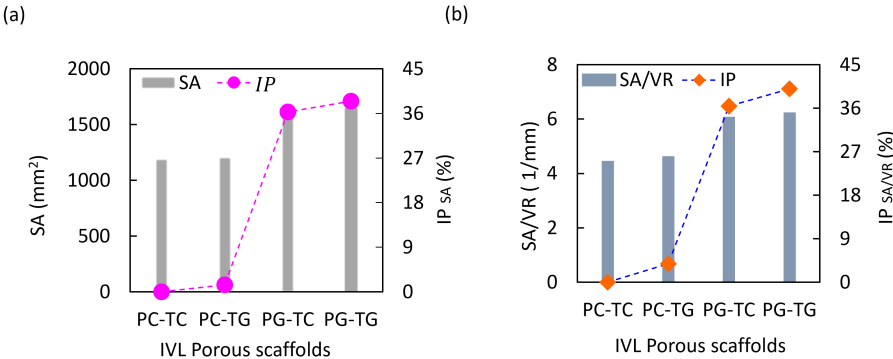 (a)
SA
IP
2000
1500
1000
500
0
SA (mm²)
45
36
27
18
9
0
IP SA (%)
PC-TC PC-TG PG-TC PG-TG
IVL Porous scaffolds
(b)
SA/VR
IP
8
6
4
2
0
SA/VR ( 1/mm)
45
36
27
18
9
0
IP SA/VR (%)
PC-TC PC-TG PG-TC PG-TG
IVL Porous scaffolds